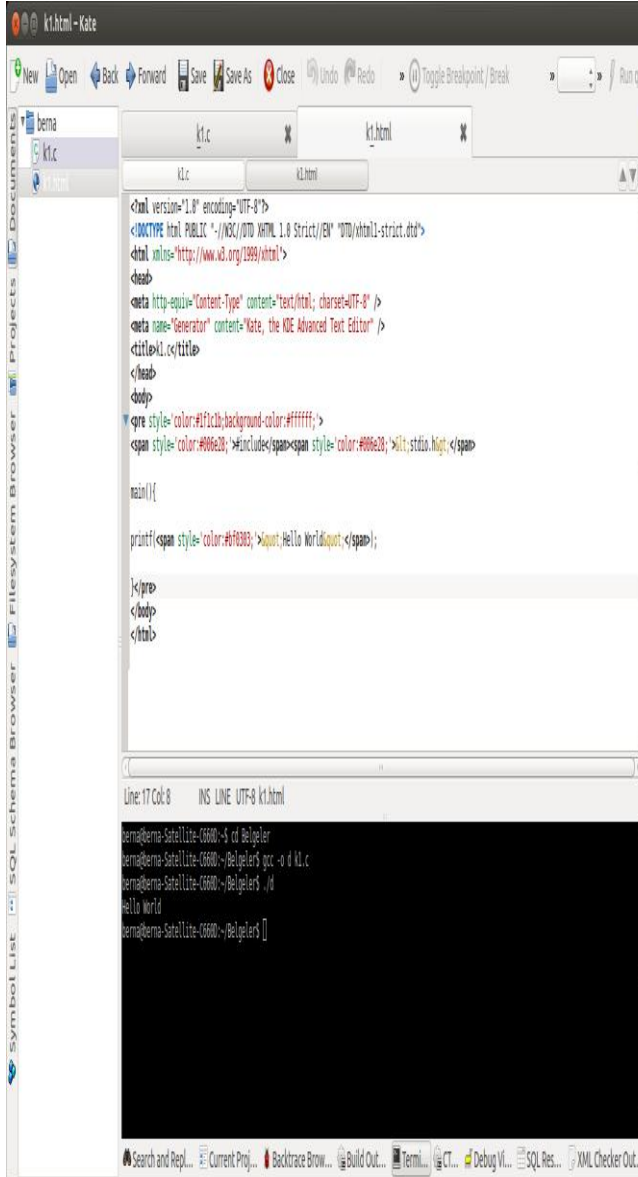 k1.html – Kate
New Open Back Forward Save Save As Close Undo Redo » Toggle Breakpoint / Break » »
Documents
Projects
Filesystem Browser
SQL Schema Browser
Symbol List
berna
k1.c
k1.html
k1.c k1.html
k1.c k1.html
<?xml version="1.0" encoding="UTF-8"?>
<!DOCTYPE html PUBLIC "-//W3C//DTD XHTML 1.0 Strict//EN" "DTD/xhtml1-strict.dtd">
<html xmlns="http://www.w3.org/1999/xhtml">
<head>
<meta http-equiv="Content-Type" content="text/html; charset=UTF-8" />
<meta name="Generator" content="Kate, the KDE Advanced Text Editor" />
<title>k1.c</title>
</head>
<body>
<pre style='color:#1f1c1b;background-color:#ffffff;'>
<span style='color:#006e28;'>#include</span><span style='color:#006e28;'>&lt;stdio.h&gt;</span>
main(){
printf(<span style='color:#bf0303;'>&quot;Hello World&quot;</span>);
}</pre>
</body>
</html>
Line: 17 Col: 8 INS LINE UTF-8 k1.html
berna@berna-Satellite-C660D:~$ cd Belgeler
berna@berna-Satellite-C660D:~/Belgeler$ gcc -o d k1.c
berna@berna-Satellite-C660D:~/Belgeler$ ./d
Hello World
berna@berna-Satellite-C660D:~/Belgeler$
Search and Repl... Current Proj... Backtrace Brow... Build Out... Termi... CT... Debug Vi... SQL Res... XML Checker Out.